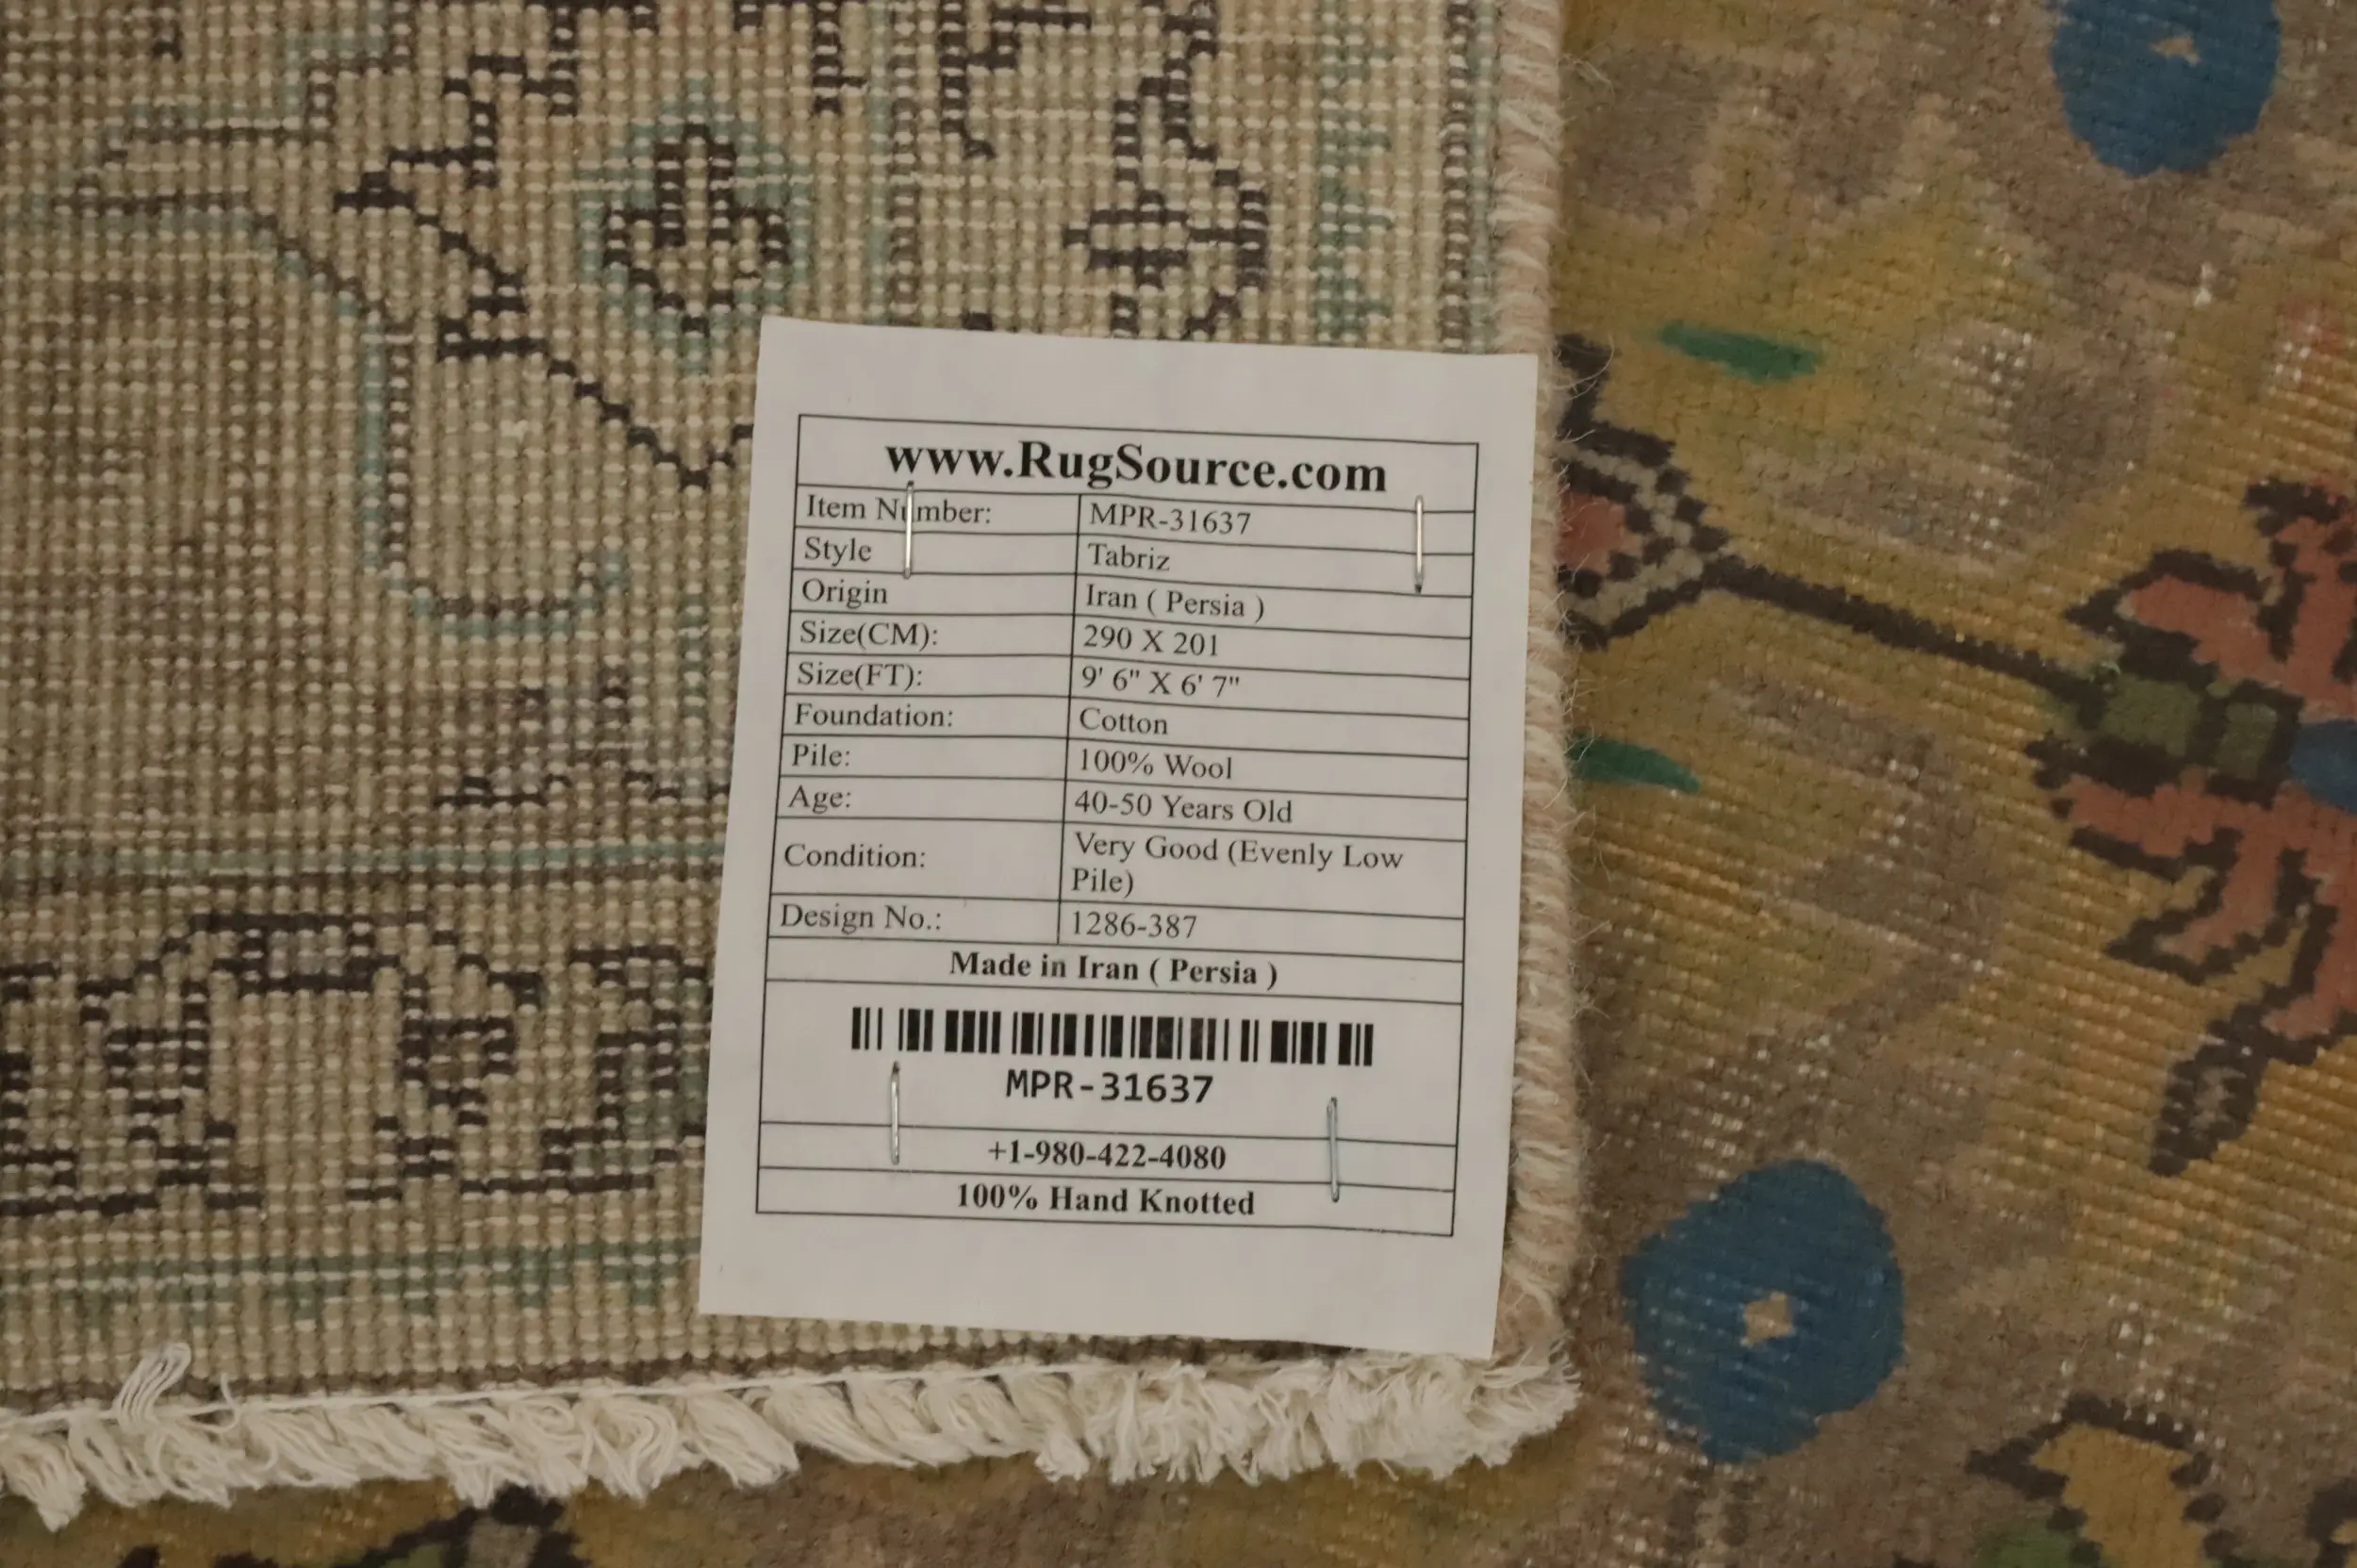 www.RugSource.com
Item Number: MPR-31637
Style Tabriz
Origin Iran ( Persia )
Size(CM): 290 X 201
Size(FT): 9' 6" X 6' 7"
Foundation: Cotton
Pile: 100% Wool
Age: 40-50 Years Old
Condition: Very Good (Evenly Low
Pile)
Design No.: 1286-387
Made in Iran ( Persia )
MPR-31637
+1-980-422-4080
100% Hand Knotted